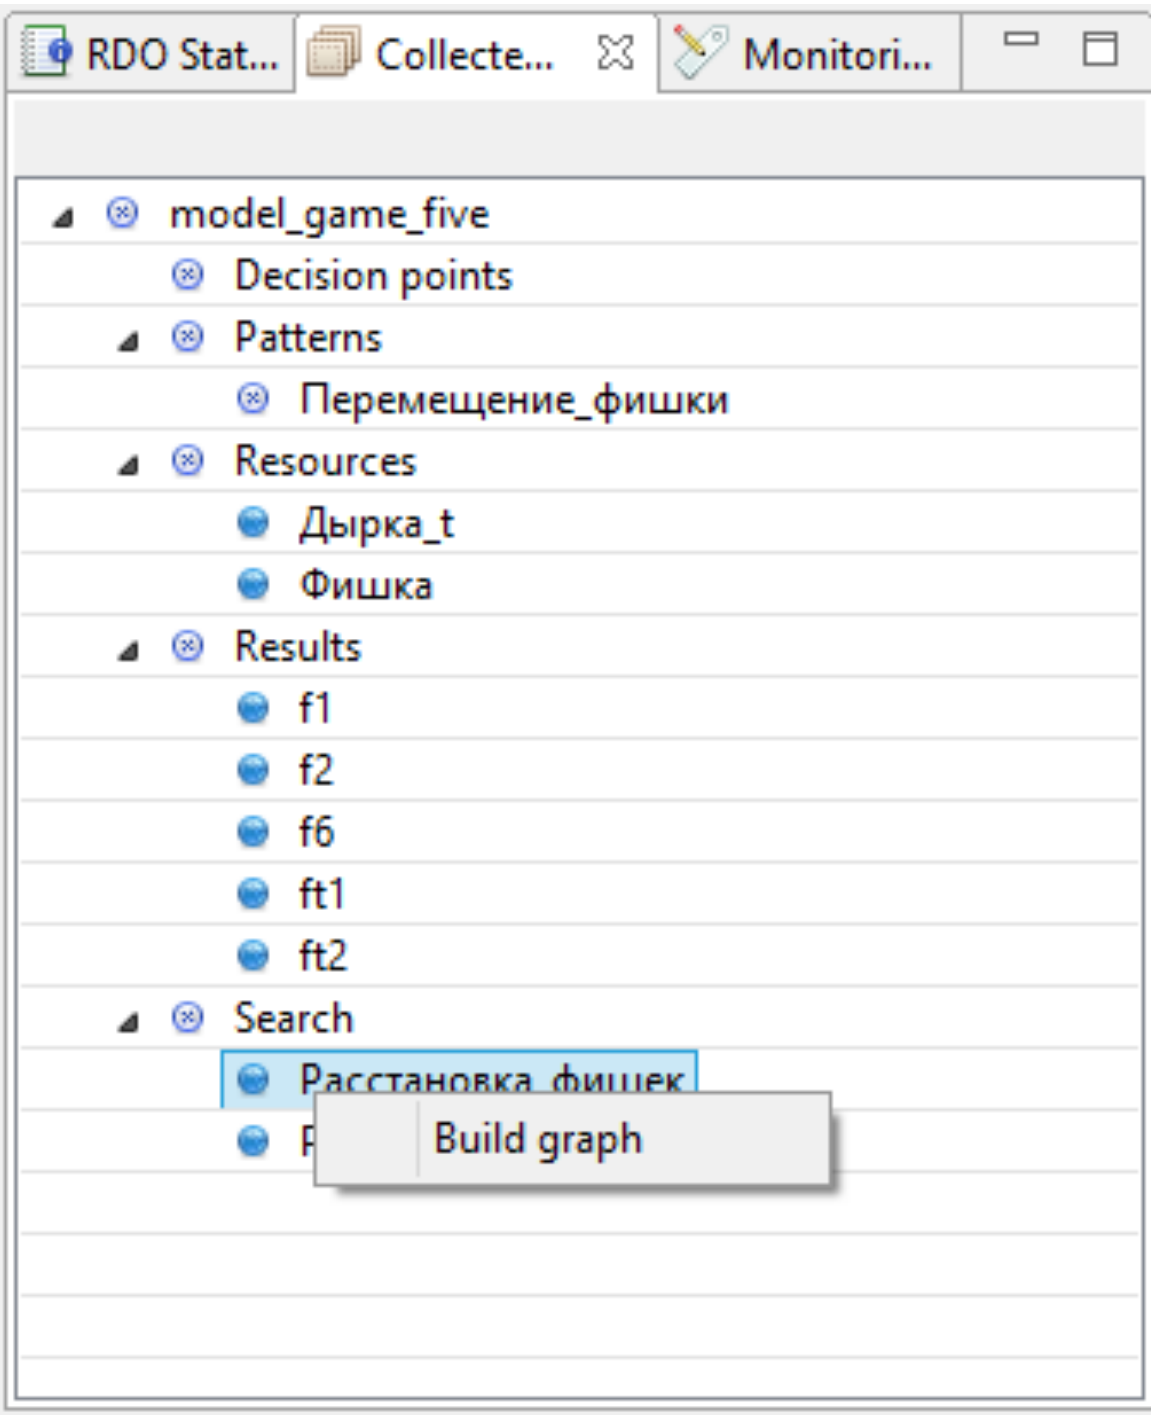 RDO Stat... Collecte... Monitori...
model_game_five
Decision points
Patterns
Перемещение_фишки
Resources
Дырка_t
Фишка
Results
f1
f2
f6
ft1
ft2
Search
Расстановка_фишек
Build graph